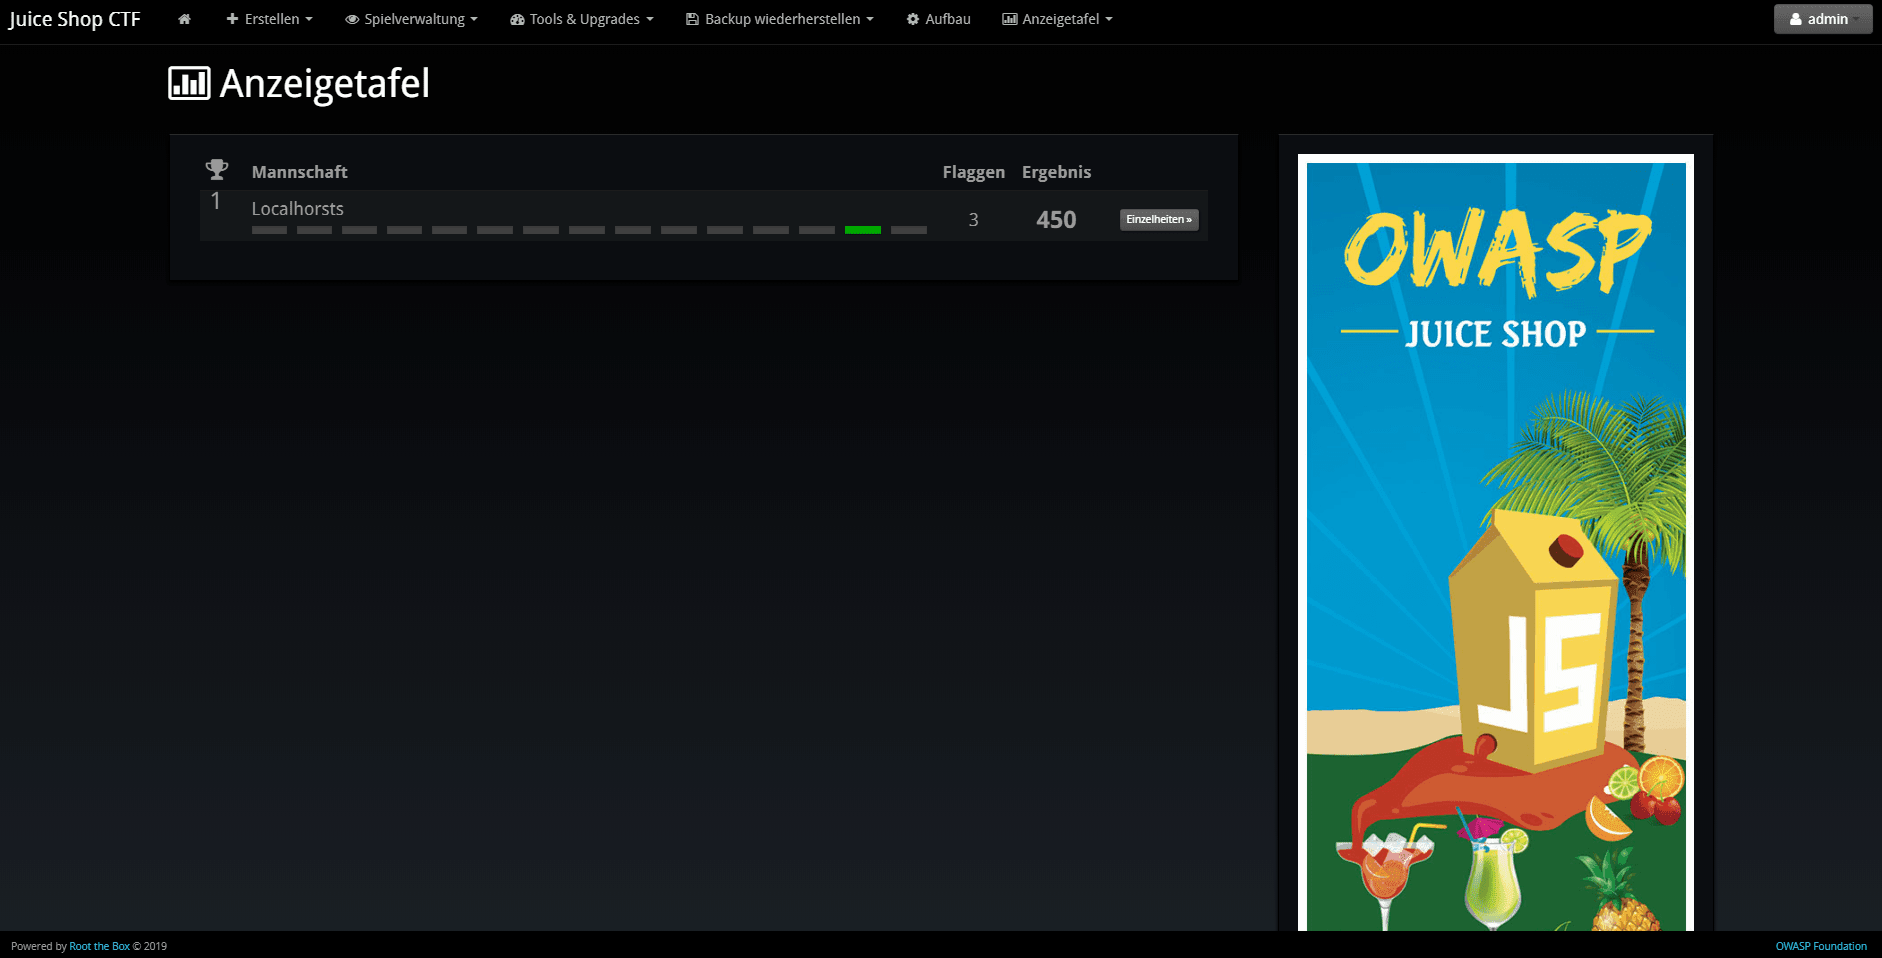 Juice Shop CTF Erstellen Spielverwaltung Tools & Upgrades Backup wiederherstellen Aufbau Anzeigetafel admin
Anzeigetafel
Mannschaft Flaggen Ergebnis
1 Localhorsts 3 450 Einzelheiten »
OWASP
JUICE SHOP
JS
Powered by Root the Box © 2019 OWASP Foundation